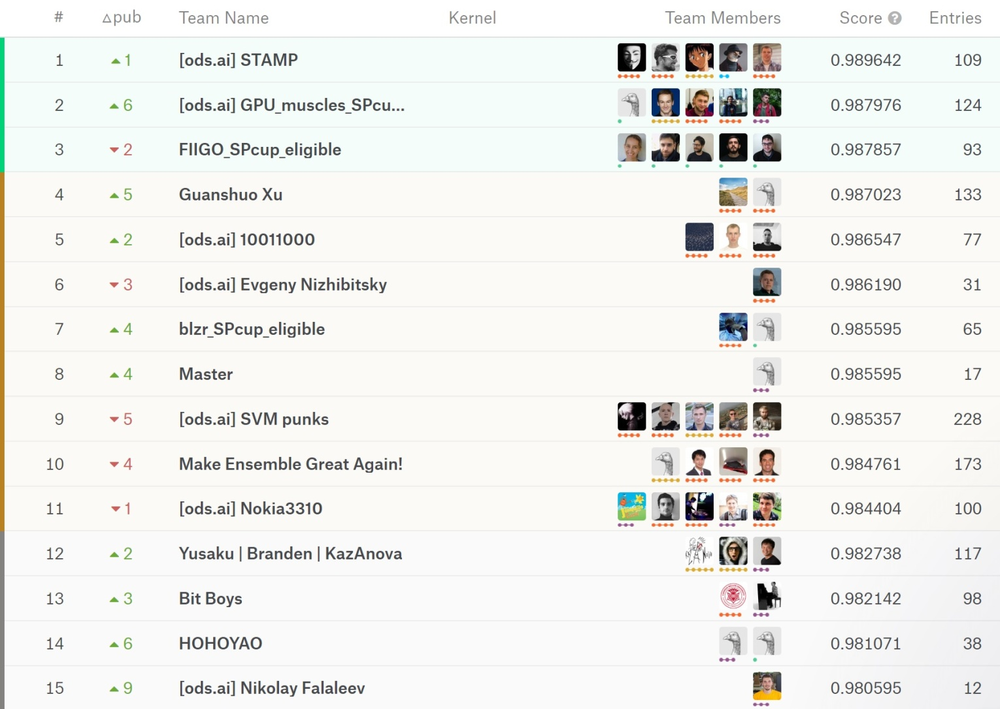 # △pub Team Name Kernel Team Members Score ? Entries
1 ▲ 1 [ods.ai] STAMP 0.989642 109
2 ▲ 6 [ods.ai] GPU_muscles_SPcu... 0.987976 124
3 ▼ 2 FIIGO_SPcup_eligible 0.987857 93
4 ▲ 5 Guanshuo Xu 0.987023 133
5 ▲ 2 [ods.ai] 10011000 0.986547 77
6 ▼ 3 [ods.ai] Evgeny Nizhibitsky 0.986190 31
7 ▲ 4 blzr_SPcup_eligible 0.985595 65
8 ▲ 4 Master 0.985595 17
9 ▼ 5 [ods.ai] SVM punks 0.985357 228
10 ▼ 4 Make Ensemble Great Again! 0.984761 173
11 ▼ 1 [ods.ai] Nokia3310 0.984404 100
12 ▲ 2 Yusaku | Branden | KazAnova 0.982738 117
13 ▲ 3 Bit Boys 0.982142 98
14 ▲ 6 HOHOYAO 0.981071 38
15 ▲ 9 [ods.ai] Nikolay Falaleev 0.980595 12